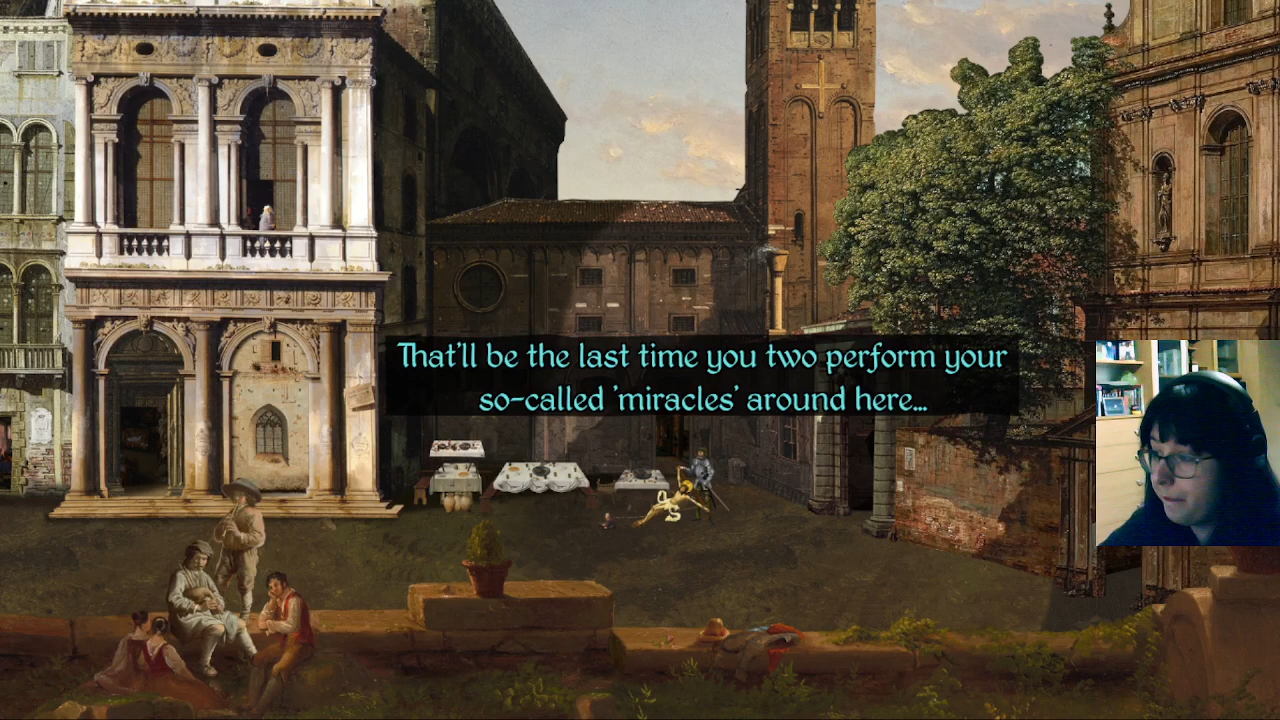 That'll be the last time you two perform your
so-called 'miracles' around here...